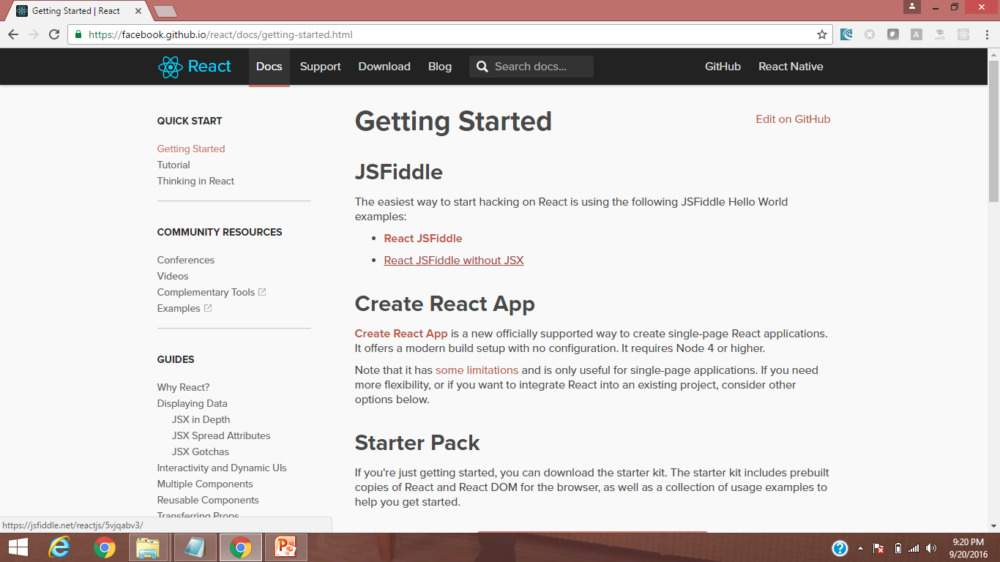 Getting Started | React
https://facebook.github.io/react/docs/getting-started.html
React Docs Support Download Blog Search docs... GitHub React Native
QUICK START
Getting Started
Tutorial
Thinking in React
COMMUNITY RESOURCES
Conferences
Videos
Complementary Tools
Examples
GUIDES
Why React?
Displaying Data
JSX in Depth
JSX Spread Attributes
JSX Gotchas
Interactivity and Dynamic UIs
Multiple Components
Reusable Components
Transferring Props
Getting Started
Edit on GitHub
JSFiddle
The easiest way to start hacking on React is using the following JSFiddle Hello World
examples:
• React JSFiddle
• React JSFiddle without JSX
Create React App
Create React App is a new officially supported way to create single-page React applications.
It offers a modern build setup with no configuration. It requires Node 4 or higher.
Note that it has some limitations and is only useful for single-page applications. If you need
more flexibility, or if you want to integrate React into an existing project, consider other
options below.
Starter Pack
If you're just getting started, you can download the starter kit. The starter kit includes prebuilt
copies of React and React DOM for the browser, as well as a collection of usage examples to
help you get started.
https://jsfiddle.net/reactjs/5vjqabv3/
9:20 PM
9/20/2016